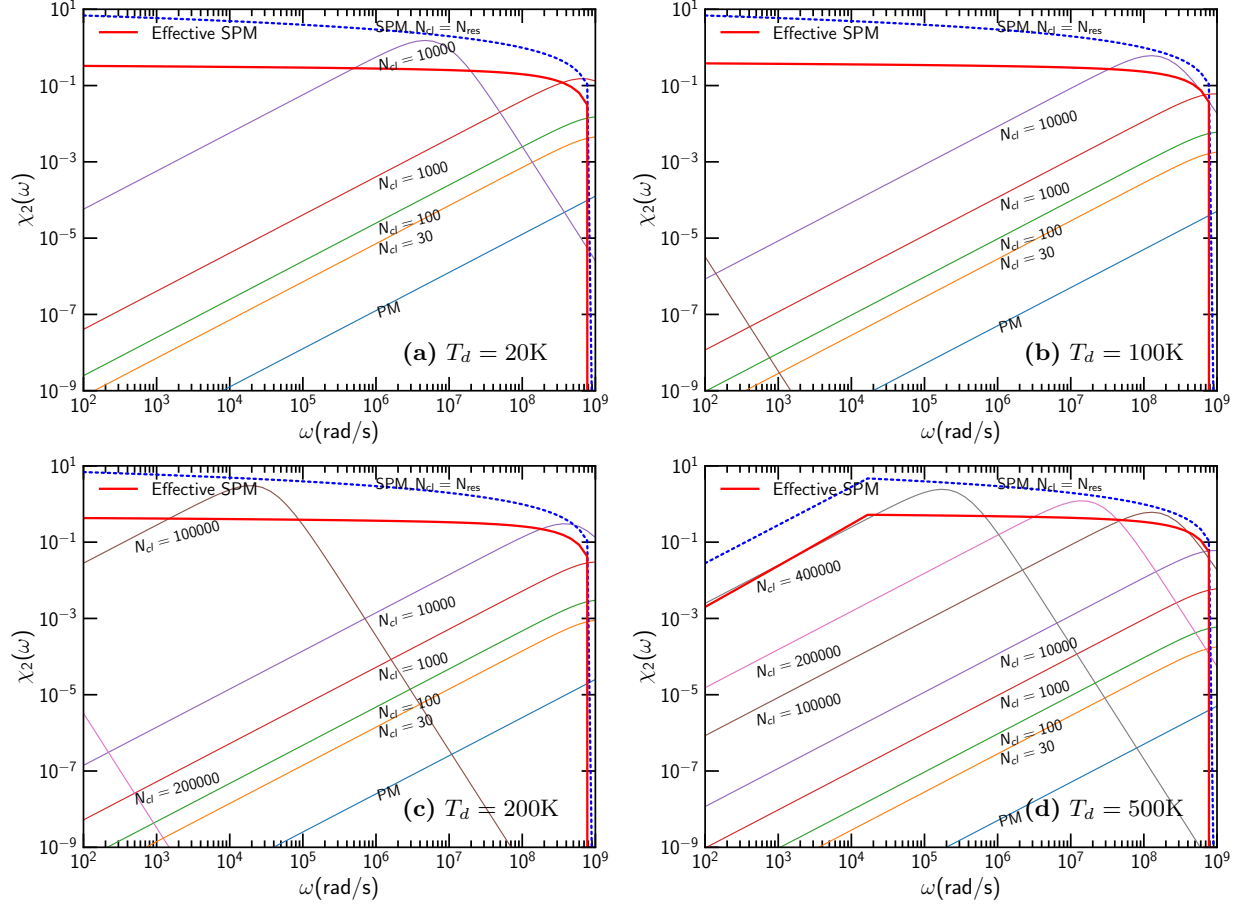 10¹ 10⁻¹ 10⁻³ 10⁻⁵ 10⁻⁷ 10⁻⁹
χ₂(ω)
Effective SPM
SPM, N_cl = N_res
N_cl = 10000
N_cl = 1000
N_cl = 100
N_cl = 30
PM
(a) T_d = 20K
10² 10³ 10⁴ 10⁵ 10⁶ 10⁷ 10⁸ 10⁹
ω(rad/s)
10¹ 10⁻¹ 10⁻³ 10⁻⁵ 10⁻⁷ 10⁻⁹
χ₂(ω)
Effective SPM
SPM, N_cl = N_res
N_cl = 10000
N_cl = 1000
N_cl = 100
N_cl = 30
PM
(b) T_d = 100K
10² 10³ 10⁴ 10⁵ 10⁶ 10⁷ 10⁸ 10⁹
ω(rad/s)
10¹ 10⁻¹ 10⁻³ 10⁻⁵ 10⁻⁷ 10⁻⁹
χ₂(ω)
Effective SPM
SPM, N_cl = N_res
N_cl = 100000
N_cl = 10000
N_cl = 1000
N_cl = 100
N_cl = 30
N_cl = 200000
PM
(c) T_d = 200K
10² 10³ 10⁴ 10⁵ 10⁶ 10⁷ 10⁸ 10⁹
ω(rad/s)
10¹ 10⁻¹ 10⁻³ 10⁻⁵ 10⁻⁷ 10⁻⁹
χ₂(ω)
Effective SPM
SPM, N_cl = N_res
N_cl = 400000
N_cl = 200000
N_cl = 100000
N_cl = 10000
N_cl = 1000
N_cl = 100
N_cl = 30
PM
(d) T_d = 500K
10² 10³ 10⁴ 10⁵ 10⁶ 10⁷ 10⁸ 10⁹
ω(rad/s)